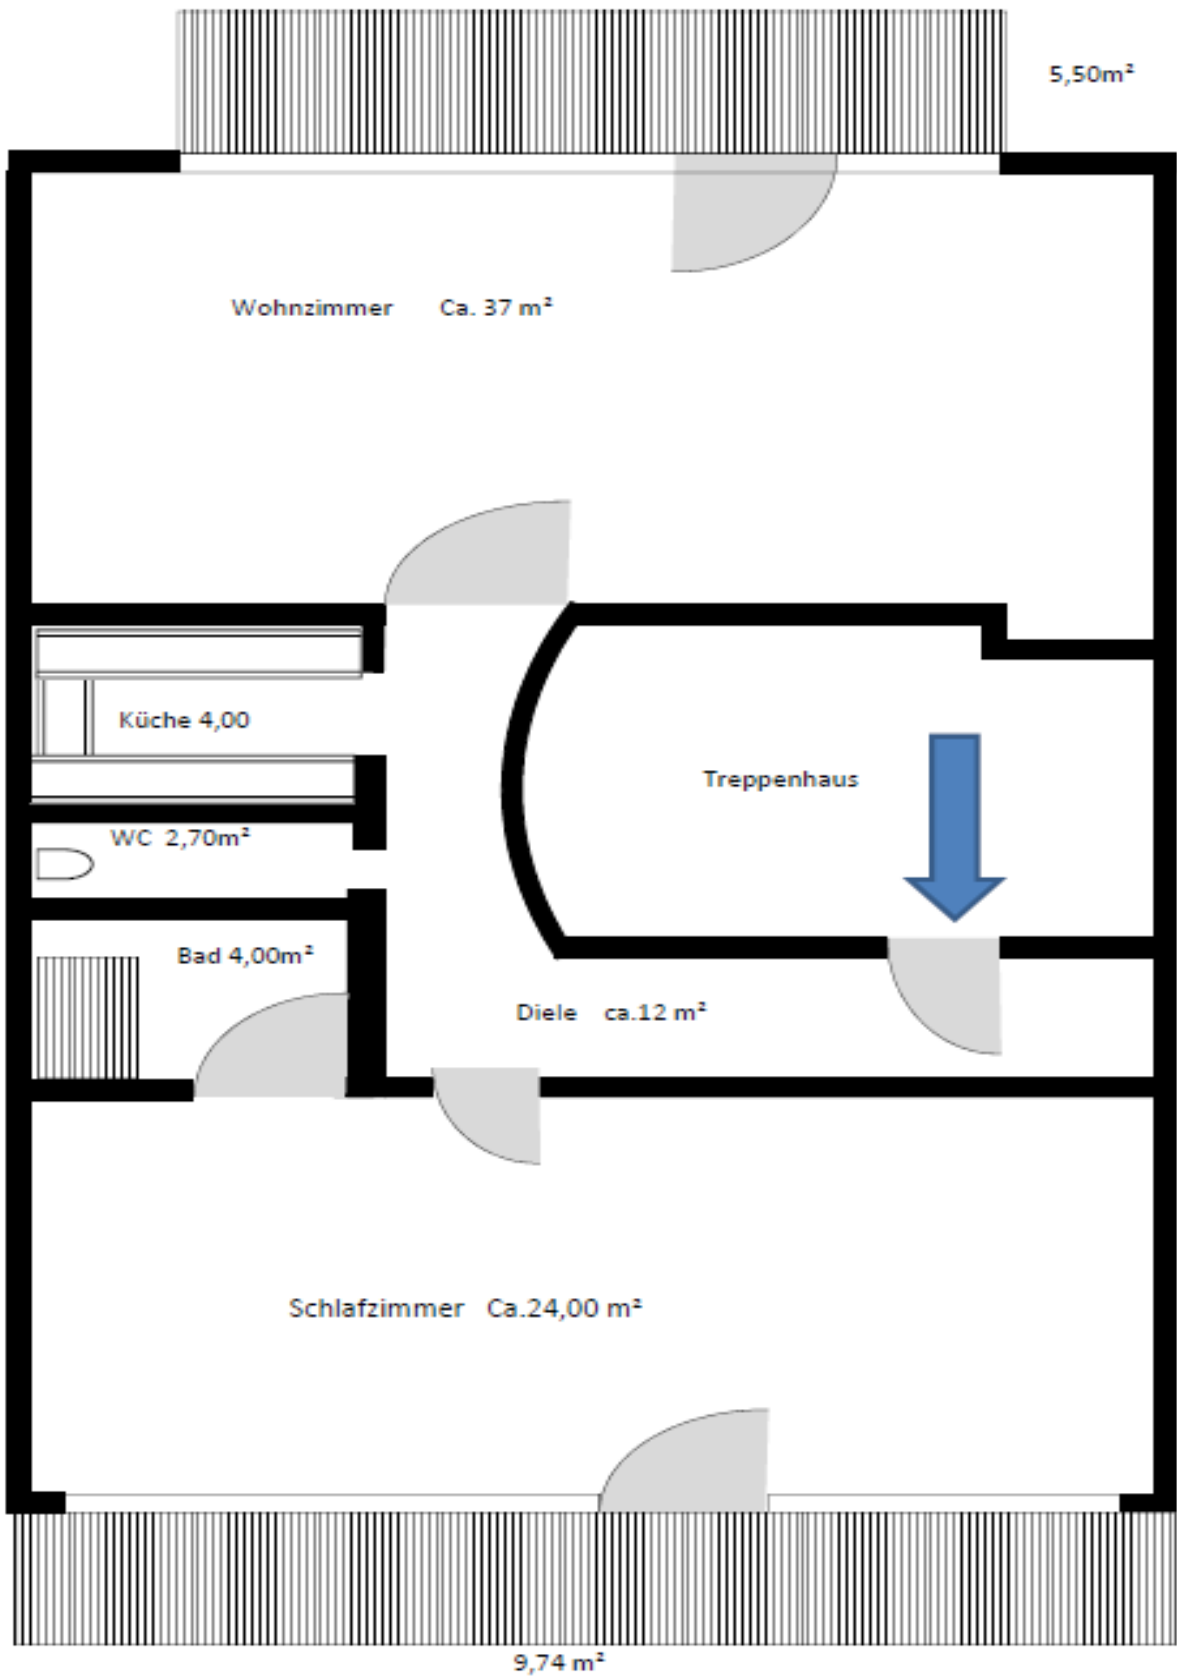 5,50m²
Wohnzimmer Ca. 37 m²
Küche 4,00
Treppenhaus
WC 2,70m²
Bad 4,00m²
Diele ca.12 m²
Schlafzimmer Ca.24,00 m²
9,74 m²